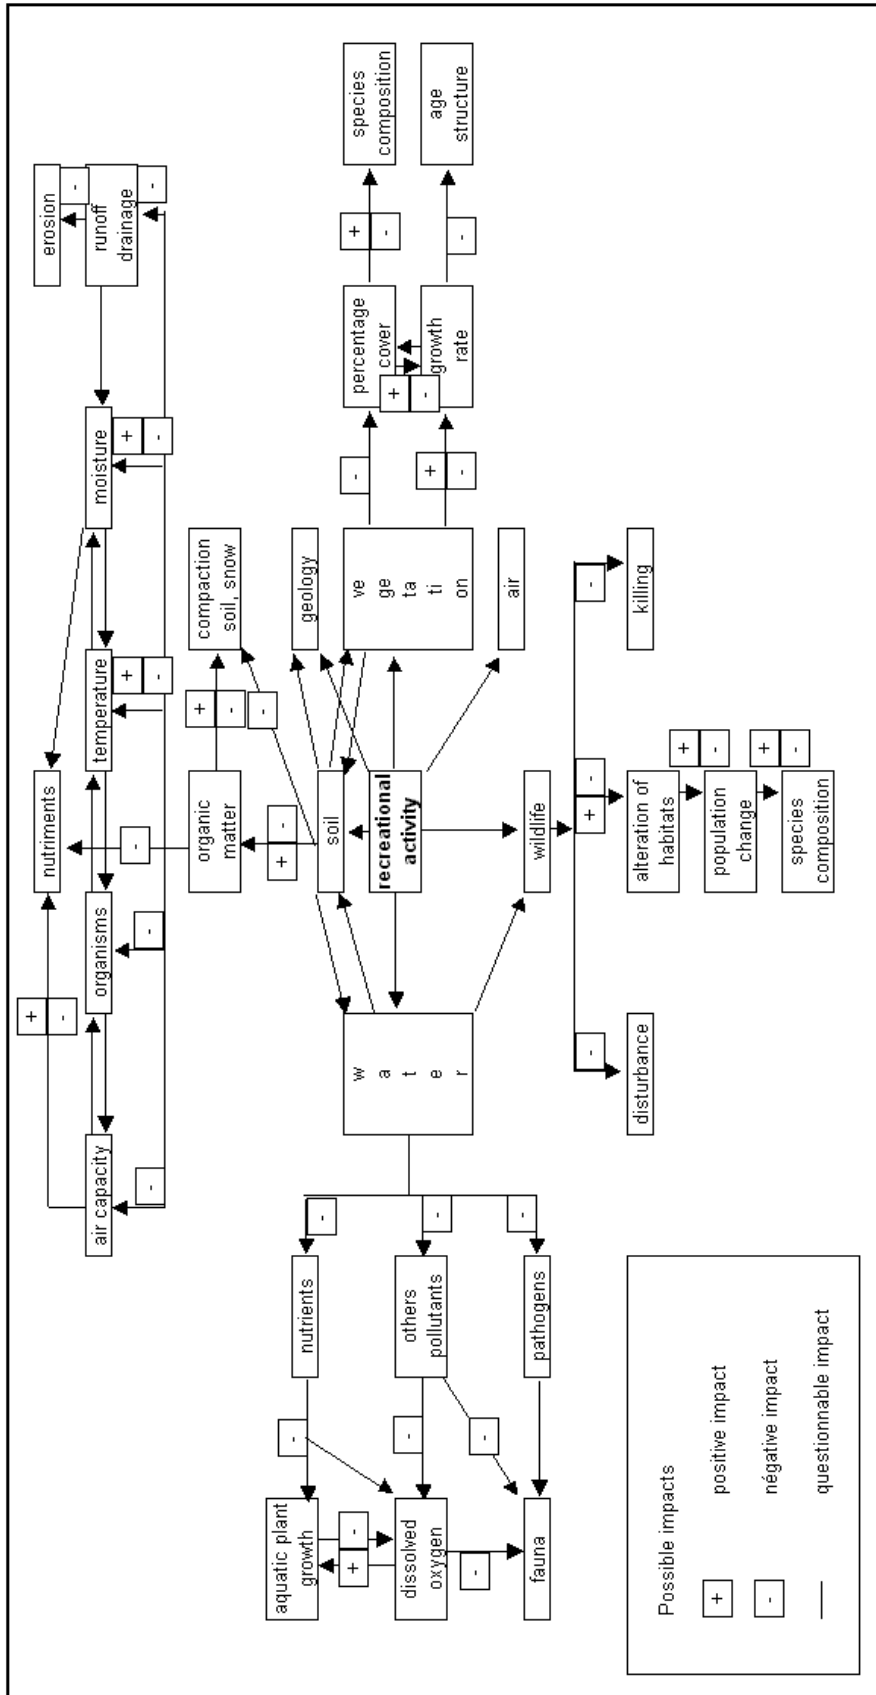 erosion
+
-
-
nutriments
air capacity
organisms
temperature
moisture
runoff
drainage
-
-
-
+
-
+
-
-
organic
matter
+
-
-
compaction
soil, snow
+
-
soil
geology
recreational
activity
ve
ge
ta
ti
on
-
+
-
percentage
cover
+
-
growth
rate
+
-
-
species
composition
age
structure
air
w
a
t
e
r
-
-
-
nutrients
others
pollutants
pathogens
-
-
-
aquatic plant
growth
+
-
dissolved
oxygen
-
fauna
wildlife
-
+
-
-
disturbance
alteration of
habitats
killing
+
-
population
change
+
-
species
composition
Possible impacts
+ positive impact
- négative impact
questionnable impact